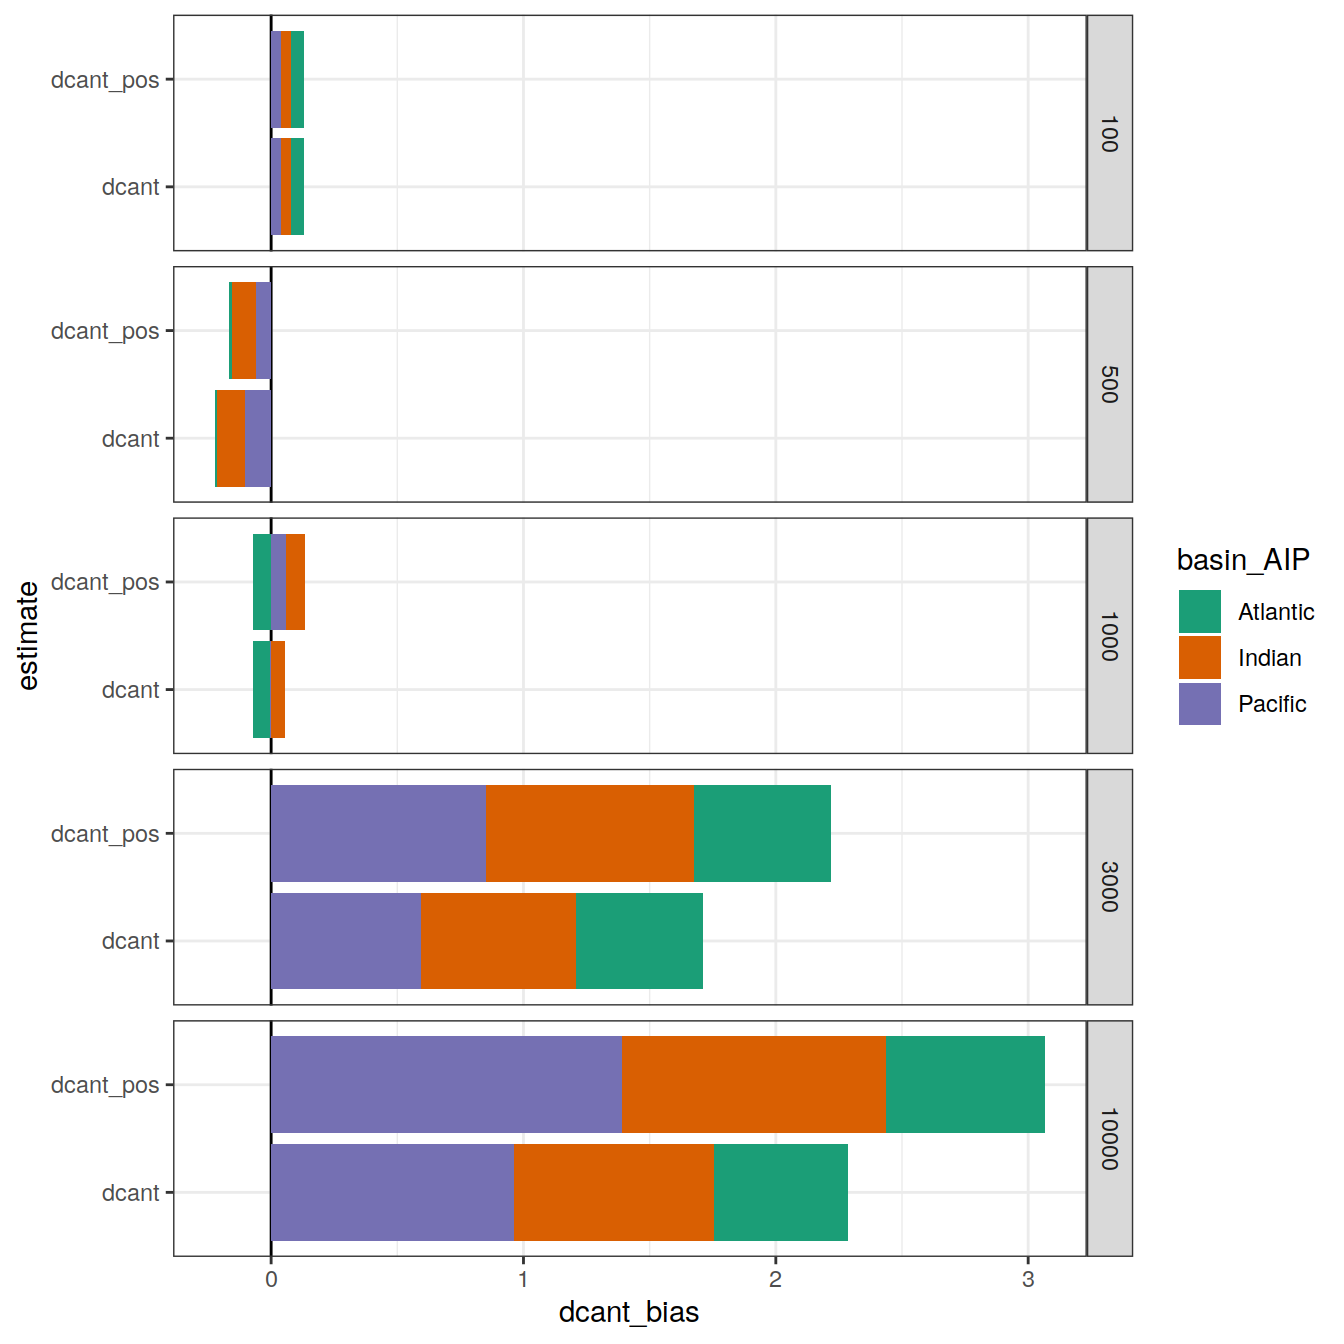 dcant_pos
dcant
100
dcant_pos
dcant
500
dcant_pos
dcant
1000
dcant_pos
dcant
3000
dcant_pos
dcant
10000
estimate
0 1 2 3
dcant_bias
basin_AIP
Atlantic
Indian
Pacific